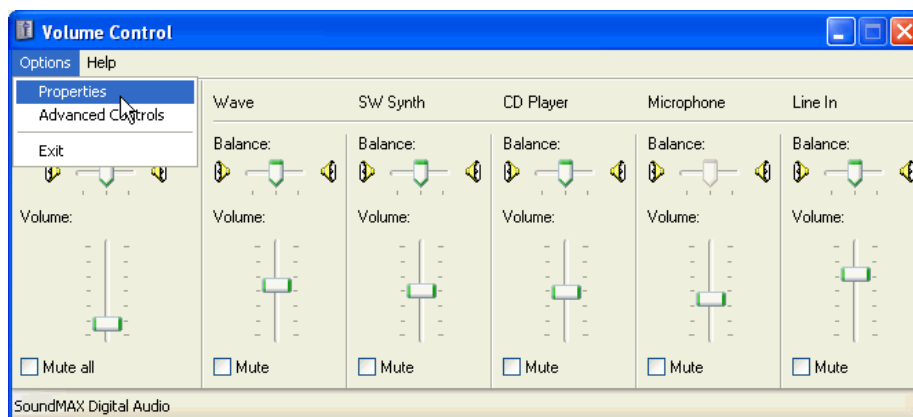 Volume Control
Options Help
Properties
Advanced Controls
Exit
Wave
SW Synth
CD Player
Microphone
Line In
Balance:
Balance:
Balance:
Balance:
Balance:
Volume:
Volume:
Volume:
Volume:
Volume:
Volume:
Mute all
Mute
Mute
Mute
Mute
Mute
SoundMAX Digital Audio